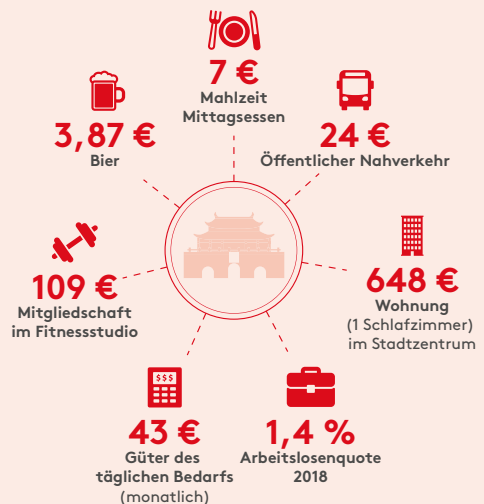 7 €
Mahlzeit
Mittagsessen
3,87 €
Bier
24 €
Öffentlicher Nahverkehr
109 €
Mitgliedschaft
im Fitnessstudio
648 €
Wohnung
(1 Schlafzimmer)
im Stadtzentrum
$$$
43 €
Güter des
täglichen Bedarfs
(monatlich)
1,4 %
Arbeitslosenquote
2018